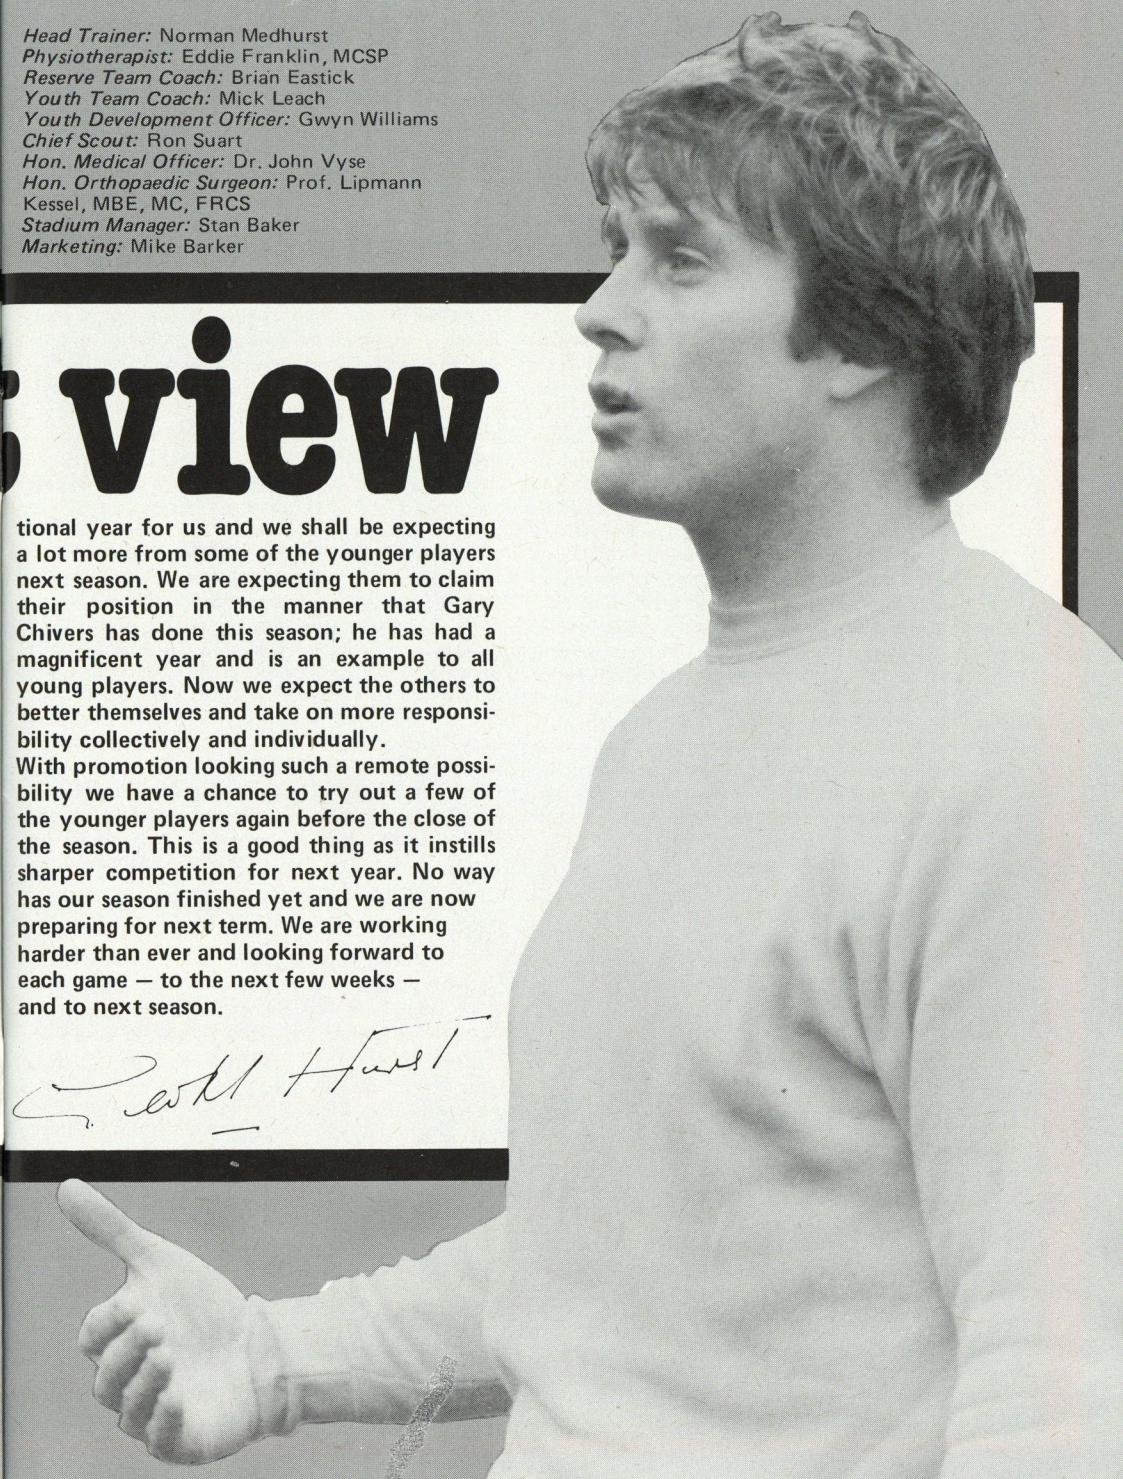 Head Trainer: Norman Medhurst
Physiotherapist: Eddie Franklin, MCSP
Reserve Team Coach: Brian Eastick
Youth Team Coach: Mick Leach
Youth Development Officer: Gwyn Williams
Chief Scout: Ron Suart
Hon. Medical Officer: Dr. John Vyse
Hon. Orthopaedic Surgeon: Prof. Lipmann
Kessel, MBE, MC, FRCS
Stadium Manager: Stan Baker
Marketing: Mike Barker
view
tional year for us and we shall be expecting
a lot more from some of the younger players
next season. We are expecting them to claim
their position in the manner that Gary
Chivers has done this season; he has had a
magnificent year and is an example to all
young players. Now we expect the others to
better themselves and take on more responsi-
bility collectively and individually.
With promotion looking such a remote possi-
bility we have a chance to try out a few of
the younger players again before the close of
the season. This is a good thing as it instills
sharper competition for next year. No way
has our season finished yet and we are now
preparing for next term. We are working
harder than ever and looking forward to
each game — to the next few weeks —
and to next season.
Hurst